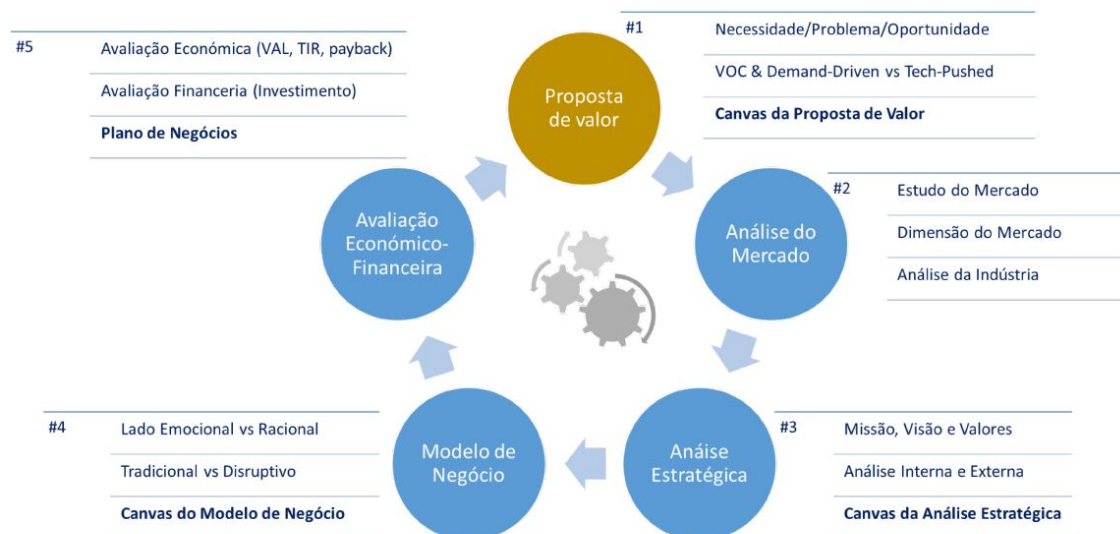 #1
Necessidade/Problema/Oportunidade
VOC & Demand-Driven vs Tech-Pushed
Canvas da Proposta de Valor
#5
Avaliação Económica (VAL, TIR, payback)
Avaliação Financeria (Investimento)
Plano de Negócios
Proposta
de valor
Avaliação
Económico-
Financeira
Análise do
Mercado
#2
Estudo do Mercado
Dimensão do Mercado
Análise da Indústria
#4
Lado Emocional vs Racional
Tradicional vs Disruptivo
Canvas do Modelo de Negócio
Modelo de
Negócio
Anáise
Estratégica
#3
Missão, Visão e Valores
Análise Interna e Externa
Canvas da Análise Estratégica